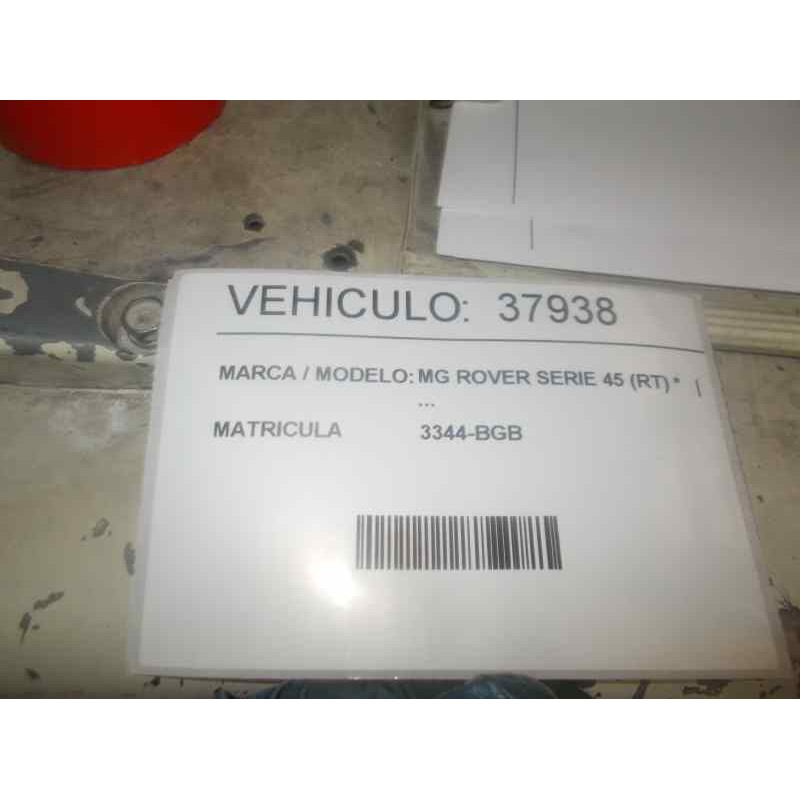 VEHICULO: 37938
MARCA / MODELO: MG ROVER SERIE 45 (RT) * |
...
MATRICULA 3344-BGB